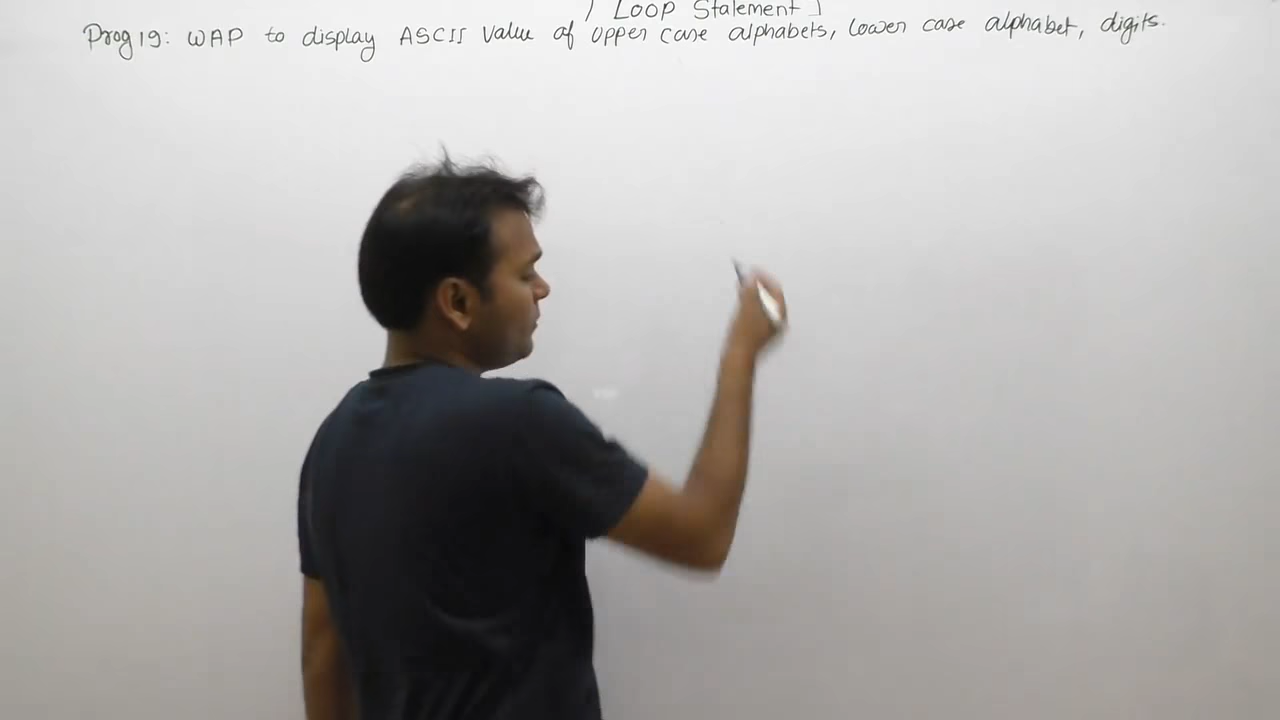 [ Loop Statement ]
Prog 19: WAP to display ASCII Value of Upper Case alphabets, lower case alphabet, digits.